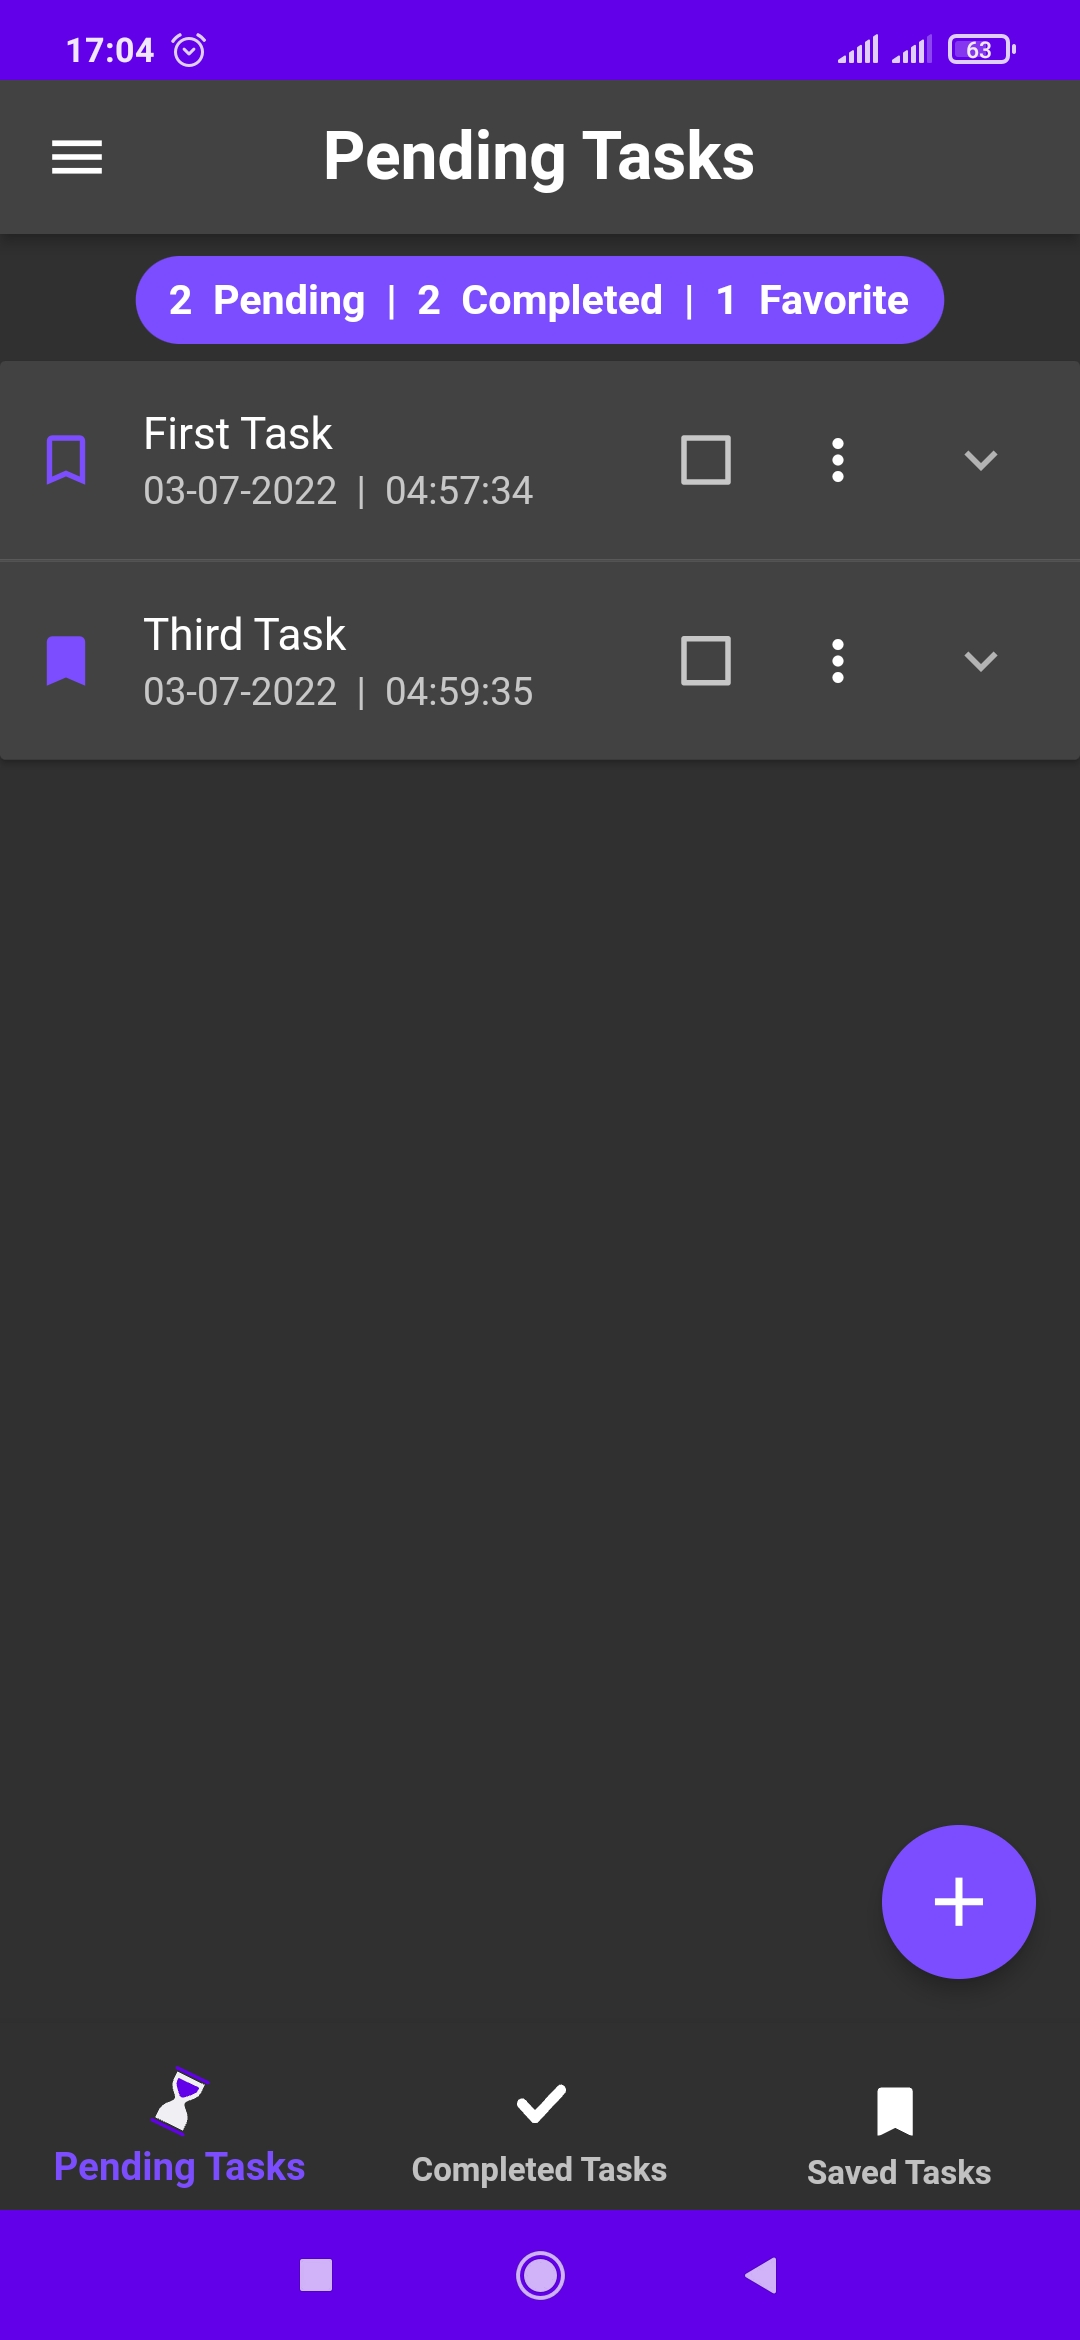 17:04 63
Pending Tasks
2 Pending | 2 Completed | 1 Favorite
First Task
03-07-2022 | 04:57:34
Third Task
03-07-2022 | 04:59:35
Pending Tasks Completed Tasks Saved Tasks